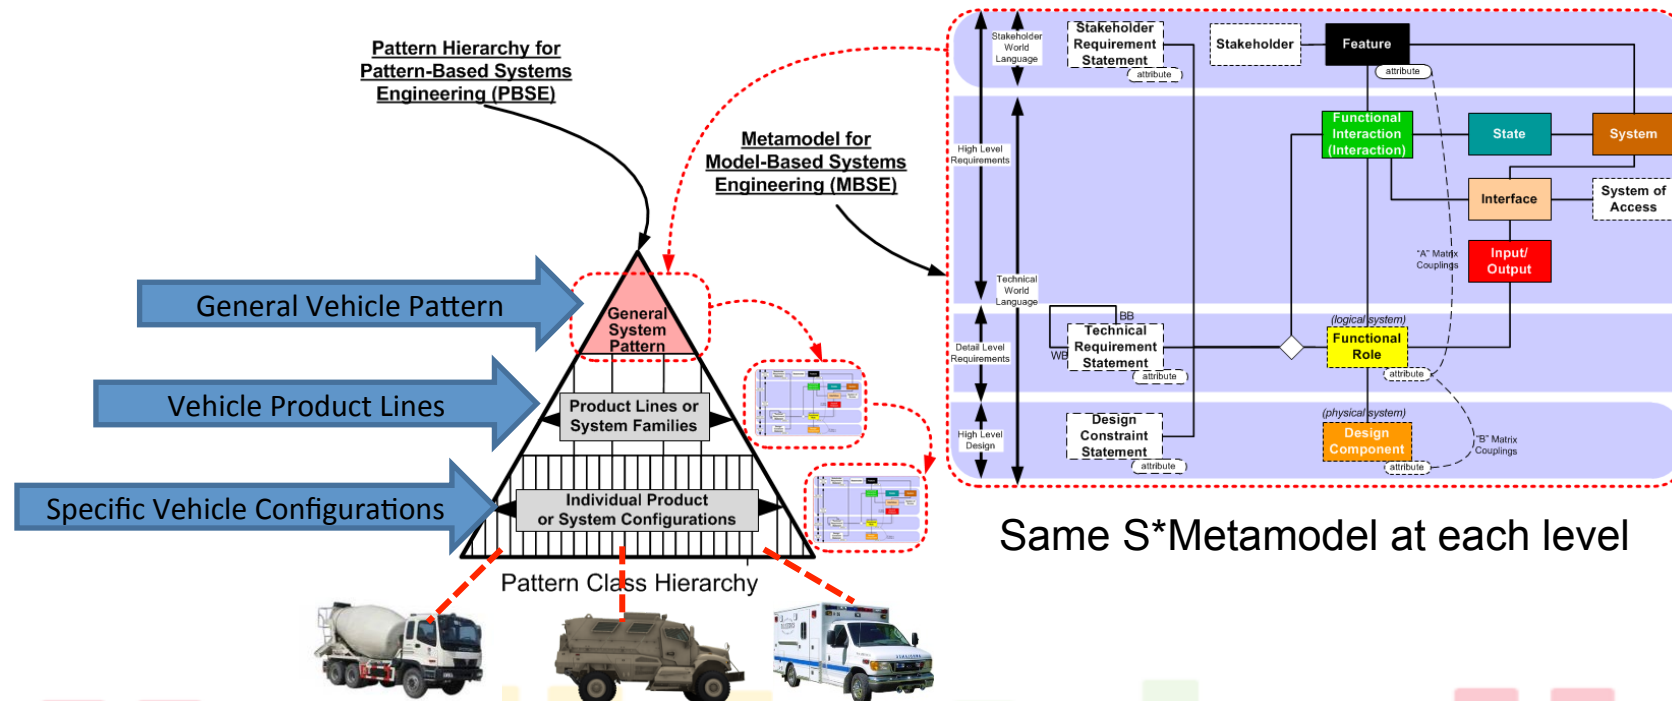 Pattern Hierarchy for
Pattern-Based Systems
Engineering (PBSE)
Metamodel for
Model-Based Systems
Engineering (MBSE)
General Vehicle Pattern
Vehicle Product Lines
Specific Vehicle Configurations
General
System
Pattern
Product Lines or
System Families
Individual Product
or System Configurations
Pattern Class Hierarchy
Stakeholder
World
Language
High Level
Requirements
Technical
World
Language
Detail Level
Requirements
High Level
Design
Stakeholder
Requirement
Statement
attribute
Stakeholder
Feature
attribute
Functional
Interaction
(Interaction)
State
System
Interface
System of
Access
"A" Matrix
Couplings
Input/
Output
BB
WB
Technical
Requirement
Statement
attribute
(logical system)
Functional
Role
attribute
Design
Constraint
Statement
attribute
(physical system)
Design
Component
attribute
"B" Matrix
Couplings
Same S*Metamodel at each level